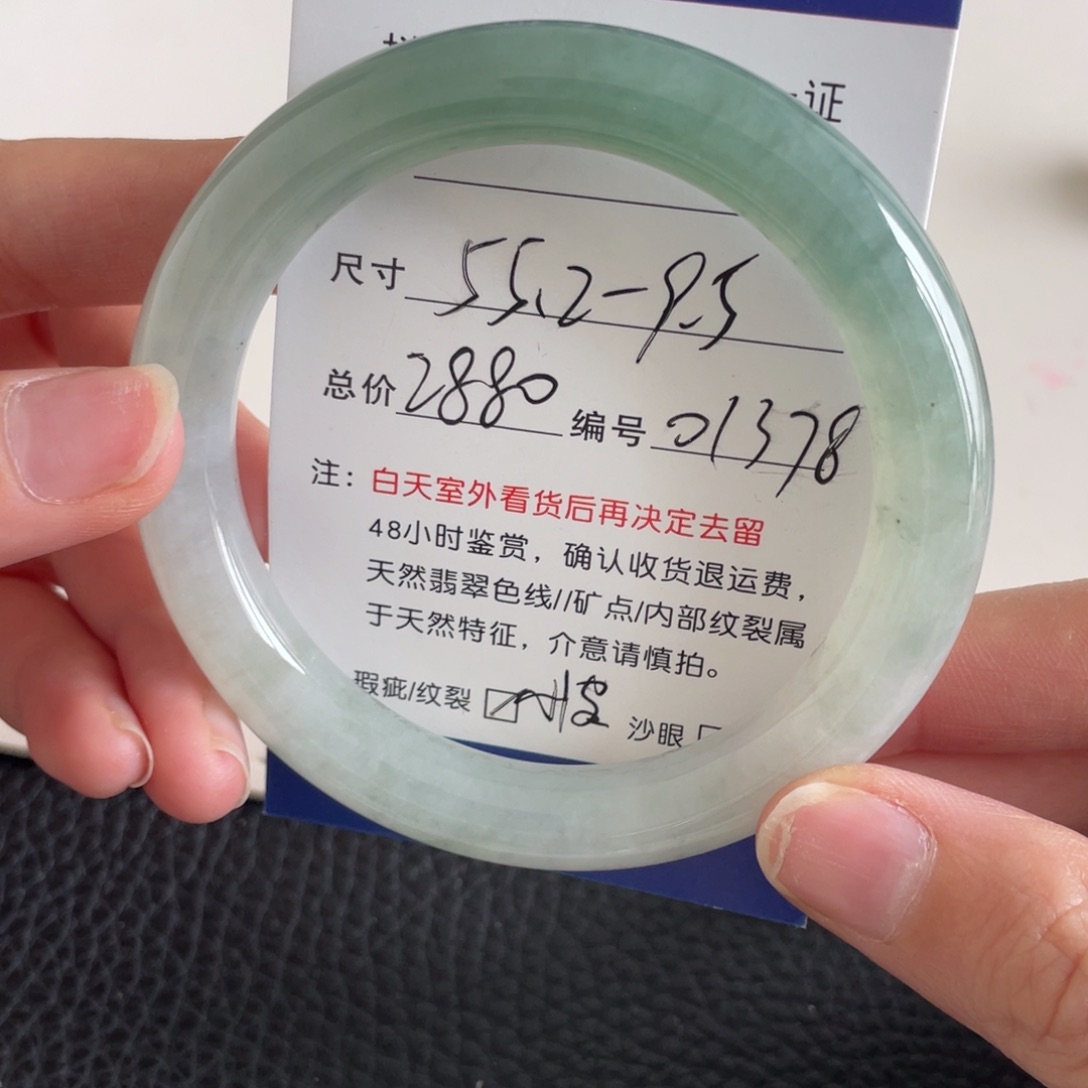 证
尺寸 55.2-9.5
总价 2880 编号 01378
注：白天室外看货后再决定去留
48小时鉴赏，确认收货退运费，
天然翡翠色线//矿点/内部纹裂属
于天然特征，介意请慎拍。
瑕疵/纹裂 沙眼